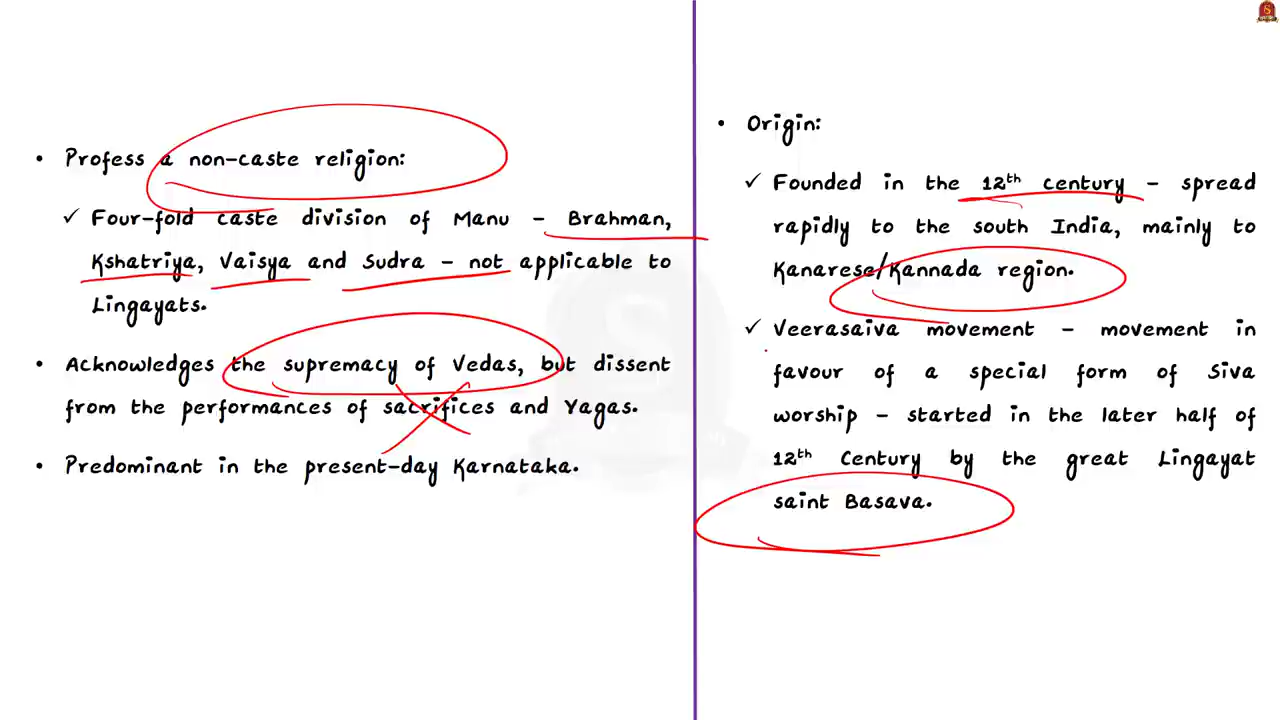 • Profess a non-caste religion:
✓ Four-fold caste division of Manu – Brahman,
Kshatriya, Vaisya and Sudra – not applicable to
Lingayats.
• Acknowledges the supremacy of Vedas, but dissent
from the performances of sacrifices and Yagas.
• Predominant in the present-day Karnataka.
• Origin:
✓ Founded in the 12th century – spread
rapidly to the south India, mainly to
Kanarese/Kannada region.
✓ Veerasaiva movement – movement in
favour of a special form of Siva
worship – started in the later half of
12th Century by the great Lingayat
saint Basava.